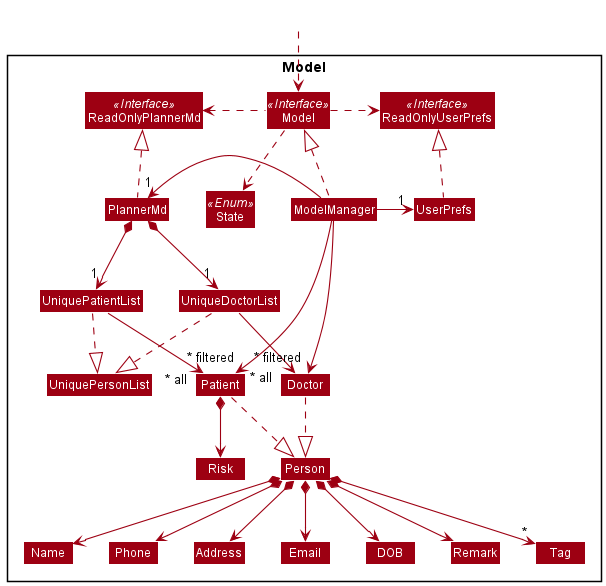 Model
«Interface»
ReadOnlyPlannerMd
«Interface»
Model
«Interface»
ReadOnlyUserPrefs
1
PlannerMd
«Enum»
State
ModelManager
1
UserPrefs
1
UniquePatientList
1
UniqueDoctorList
* filtered
* filtered
UniquePersonList
* all
Patient
* all
Doctor
Risk
Person
*
Name
Phone
Address
Email
DOB
Remark
Tag